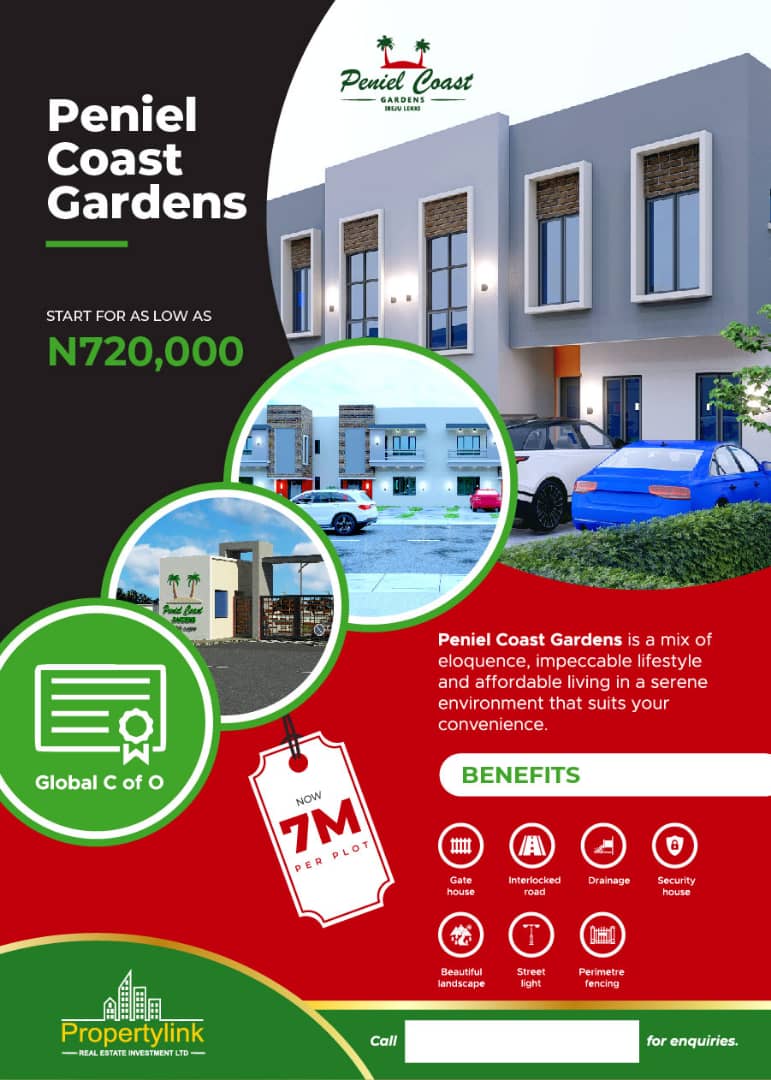 Peniel Coast
GARDENS
IBEJU LEKKI
Peniel
Coast
Gardens
START FOR AS LOW AS
N720,000
Peniel Coast
GARDENS
Global C of O
NOW
7M
PER PLOT
Peniel Coast Gardens is a mix of
eloquence, impeccable lifestyle
and affordable living in a serene
environment that suits your
convenience.
BENEFITS
Gate
house
Interlocked
road
Drainage
Security
house
Beautiful
landscape
Street
light
Perimetre
fencing
Propertylink
REAL ESTATE INVESTMENT LTD
Call
for enquiries.